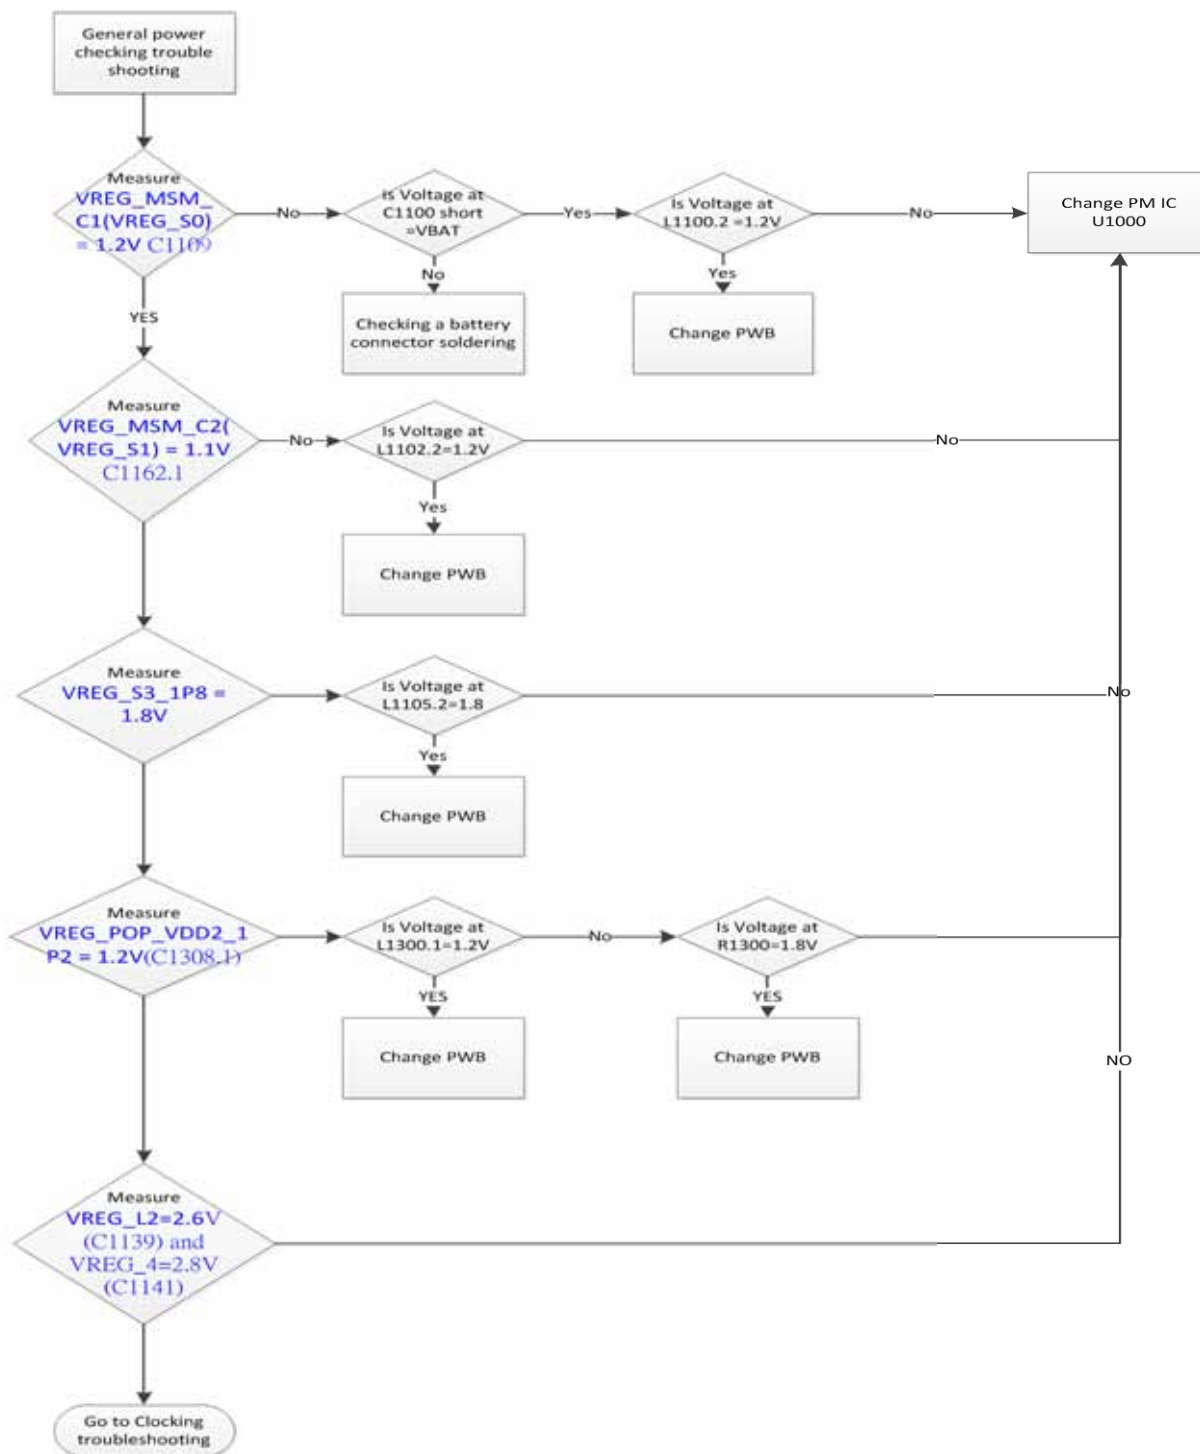 General power
checking trouble
shooting
Measure
VREG_MSM_
C1(VREG_S0)
= 1.2V C1109
No
Is Voltage at
C1100 short
=VBAT
Yes
Is Voltage at
L1100.2 =1.2V
No
Change PM IC
U1000
No
Yes
Checking a battery
connector soldering
Change PWB
YES
Measure
VREG_MSM_C2(
VREG_S1) = 1.1V
C1162.1
No
Is Voltage at
L1102.2=1.2V
No
Yes
Change PWB
Measure
VREG_S3_1P8 =
1.8V
Is Voltage at
L1105.2=1.8
No
Yes
Change PWB
Measure
VREG_POP_VDD2_1
P2 = 1.2V(C1308.1)
Is Voltage at
L1300.1=1.2V
No
Is Voltage at
R1300=1.8V
YES
YES
Change PWB
Change PWB
NO
Measure
VREG_L2=2.6V
(C1139) and
VREG_4=2.8V
(C1141)
Go to Clocking
troubleshooting